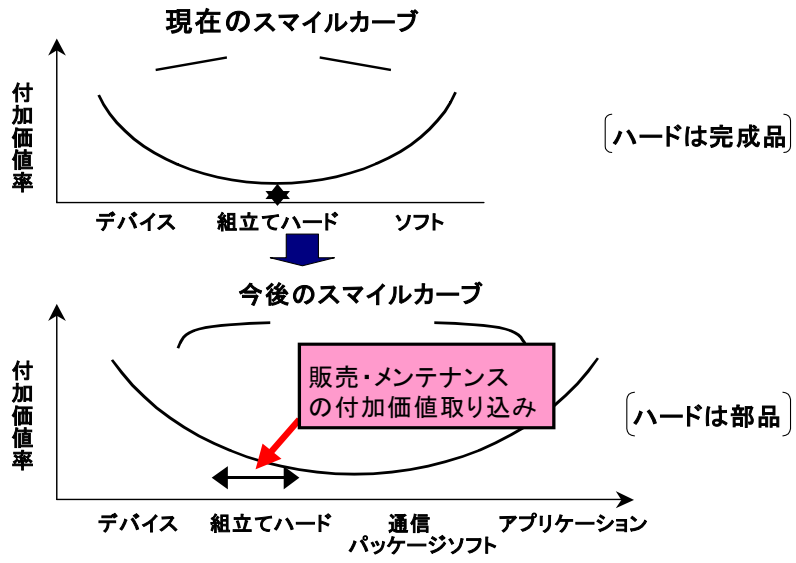 現在のスマイルカーブ
付加価値率
ハードは完成品
デバイス 組立てハード ソフト
今後のスマイルカーブ
付加価値率
販売・メンテナンス
の付加価値取り込み
ハードは部品
デバイス 組立てハード 通信 アプリケーション
パッケージソフト